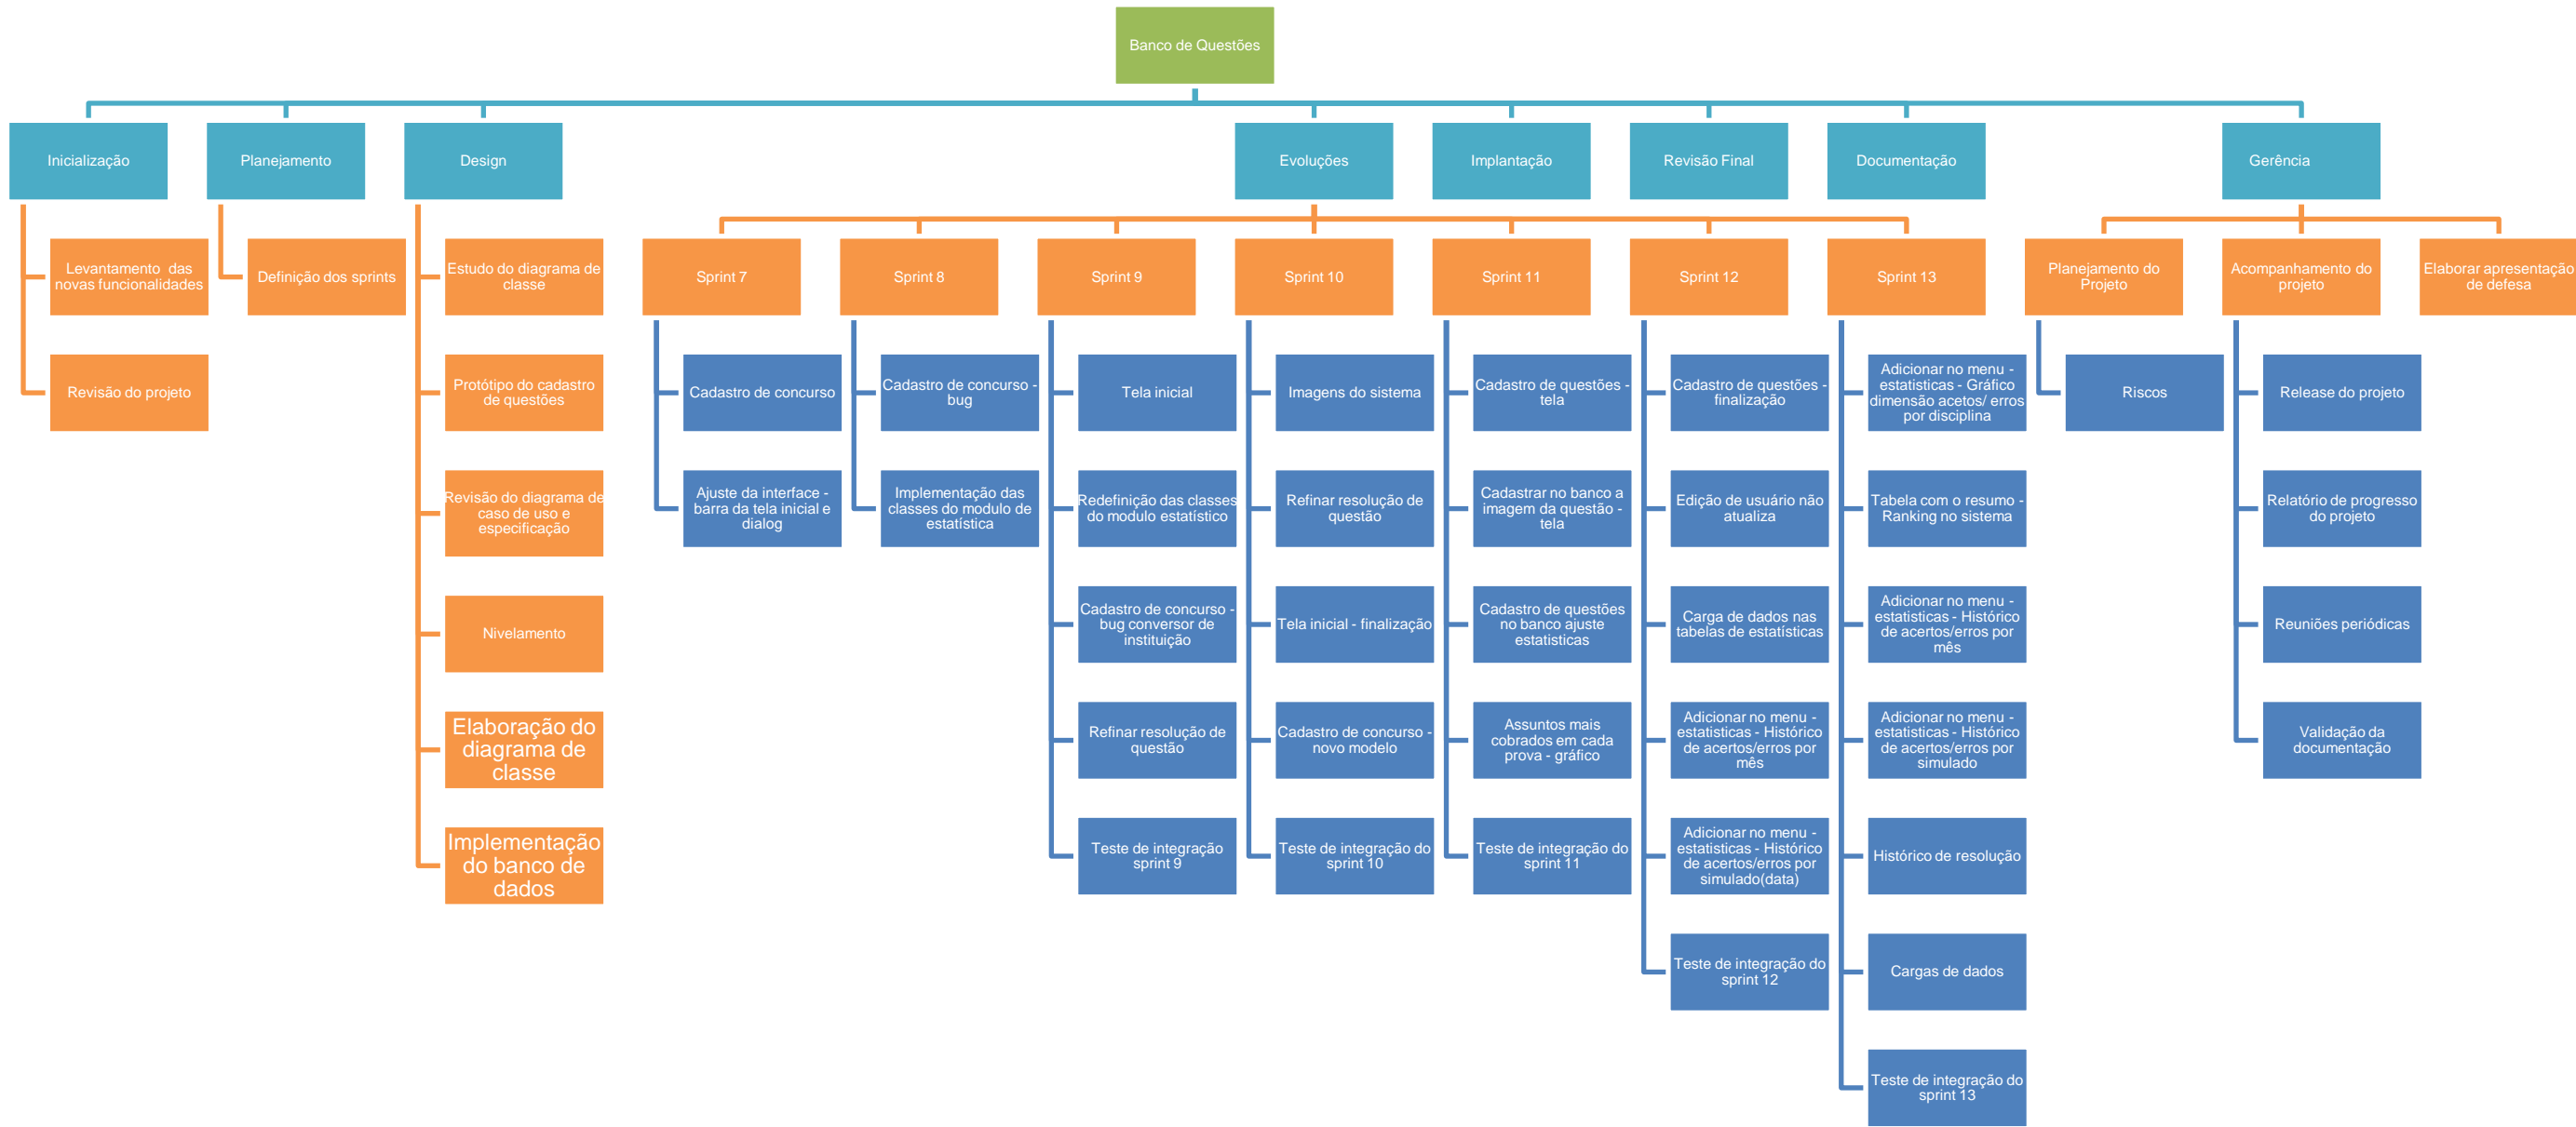 Banco de Questões
Inicialização
Planejamento
Design
Evoluções
Implantação
Revisão Final
Documentação
Gerência
Levantamento das
novas funcionalidades
Revisão do projeto
Definição dos sprints
Estudo do diagrama de
classe
Protótipo do cadastro
de questões
Revisão do diagrama de
caso de uso e
especificação
Nivelamento
Elaboração do
diagrama de
classe
Implementação
do banco de
dados
Sprint 7
Cadastro de concurso
Ajuste da interface -
barra da tela inicial e
dialog
Sprint 8
Cadastro de concurso -
bug
Implementação das
classes do modulo de
estatística
Sprint 9
Tela inicial
Redefinição das classes
do modulo estatístico
Cadastro de concurso -
bug conversor de
instituição
Refinar resolução de
questão
Teste de integração
sprint 9
Sprint 10
Imagens do sistema
Refinar resolução de
questão
Tela inicial - finalização
Cadastro de concurso -
novo modelo
Teste de integração do
sprint 10
Sprint 11
Cadastro de questões -
tela
Cadastrar no banco a
imagem da questão -
tela
Cadastro de questões
no banco ajuste
estatisticas
Assuntos mais
cobrados em cada
prova - gráfico
Teste de integração do
sprint 11
Sprint 12
Cadastro de questões -
finalização
Edição de usuário não
atualiza
Carga de dados nas
tabelas de estatísticas
Adicionar no menu -
estatisticas - Histórico
de acertos/erros por
mês
Adicionar no menu -
estatisticas - Histórico
de acertos/erros por
simulado(data)
Teste de integração do
sprint 12
Sprint 13
Adicionar no menu -
estatisticas - Gráfico
dimensão acetos/ erros
por disciplina
Tabela com o resumo -
Ranking no sistema
Adicionar no menu -
estatisticas - Histórico
de acertos/erros por
mês
Adicionar no menu -
estatisticas - Histórico
de acertos/erros por
simulado
Histórico de resolução
Cargas de dados
Teste de integração do
sprint 13
Planejamento do
Projeto
Riscos
Acompanhamento do
projeto
Release do projeto
Relatório de progresso
do projeto
Reuniões periódicas
Validação da
documentação
Elaborar apresentação
de defesa